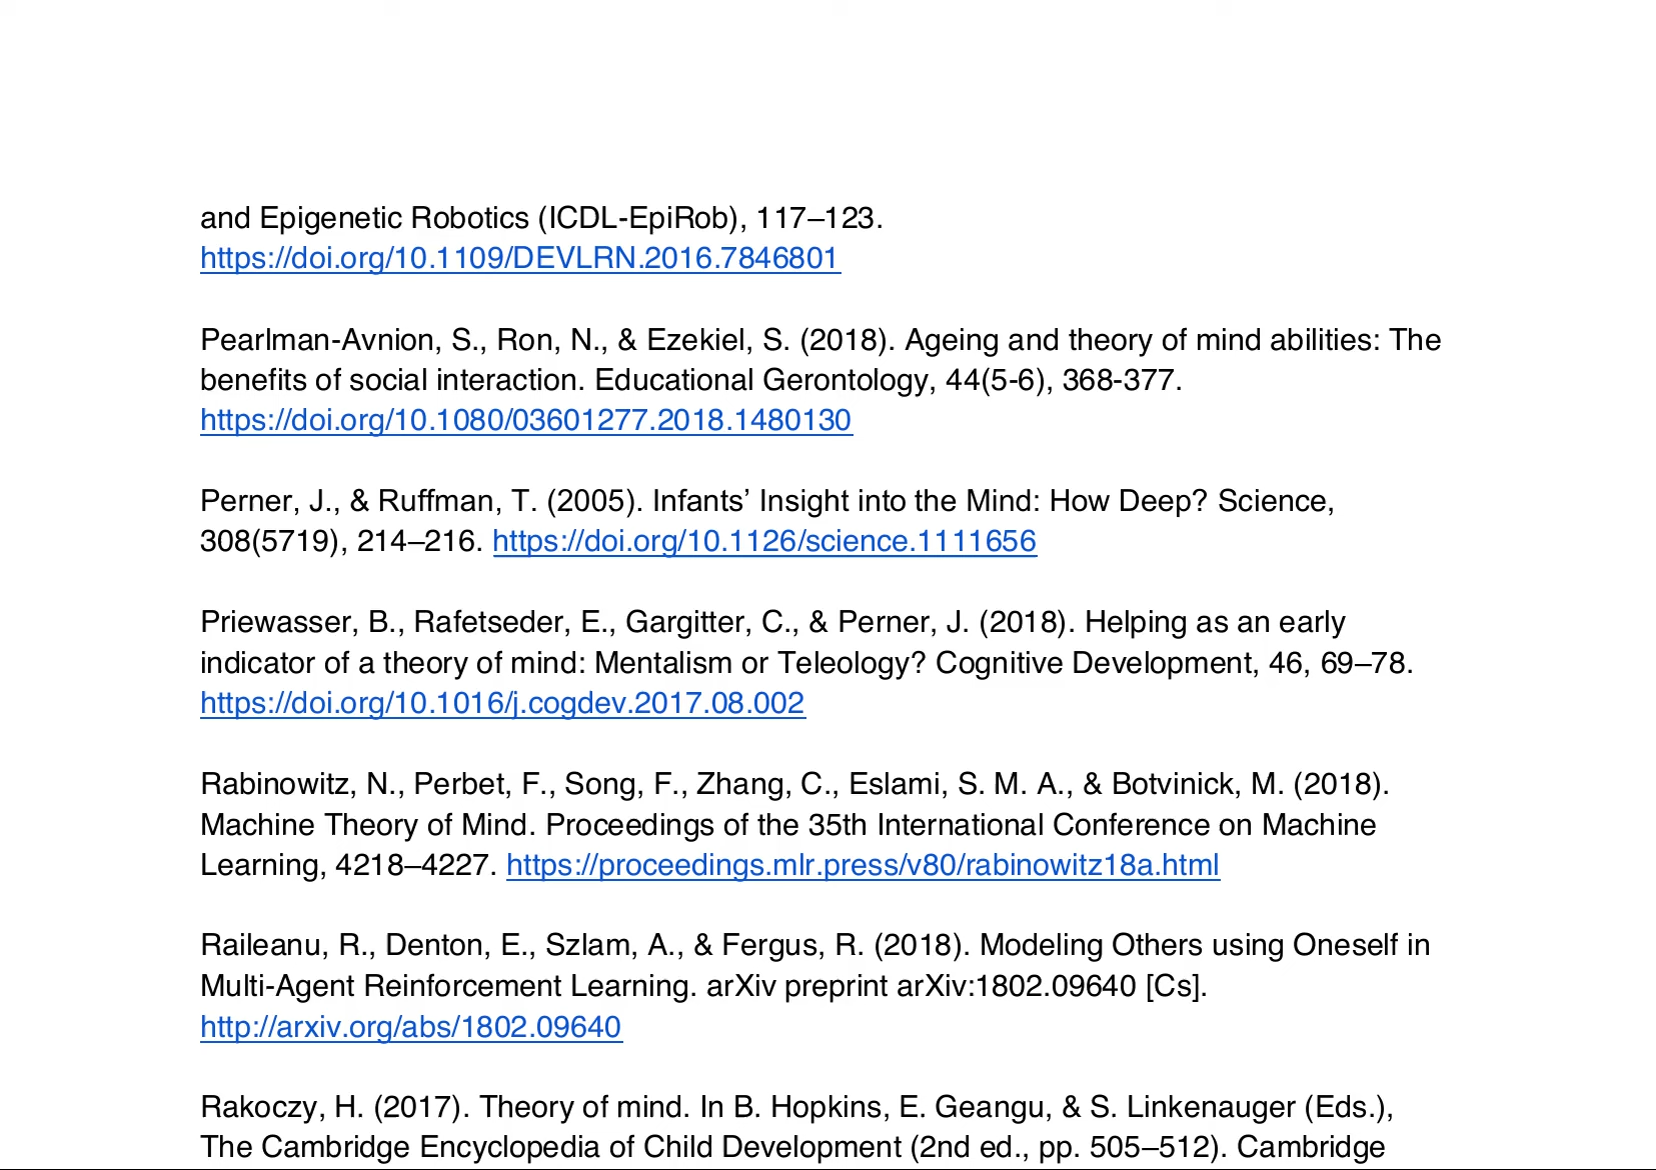 and Epigenetic Robotics (ICDL-EpiRob), 117–123.
https://doi.org/10.1109/DEVLRN.2016.7846801
Pearlman-Avnion, S., Ron, N., & Ezekiel, S. (2018). Ageing and theory of mind abilities: The
benefits of social interaction. Educational Gerontology, 44(5-6), 368-377.
https://doi.org/10.1080/03601277.2018.1480130
Perner, J., & Ruffman, T. (2005). Infants’ Insight into the Mind: How Deep? Science,
308(5719), 214–216. https://doi.org/10.1126/science.1111656
Priewasser, B., Rafetseder, E., Gargitter, C., & Perner, J. (2018). Helping as an early
indicator of a theory of mind: Mentalism or Teleology? Cognitive Development, 46, 69–78.
https://doi.org/10.1016/j.cogdev.2017.08.002
Rabinowitz, N., Perbet, F., Song, F., Zhang, C., Eslami, S. M. A., & Botvinick, M. (2018).
Machine Theory of Mind. Proceedings of the 35th International Conference on Machine
Learning, 4218–4227. https://proceedings.mlr.press/v80/rabinowitz18a.html
Raileanu, R., Denton, E., Szlam, A., & Fergus, R. (2018). Modeling Others using Oneself in
Multi-Agent Reinforcement Learning. arXiv preprint arXiv:1802.09640 [Cs].
http://arxiv.org/abs/1802.09640
Rakoczy, H. (2017). Theory of mind. In B. Hopkins, E. Geangu, & S. Linkenauger (Eds.),
The Cambridge Encyclopedia of Child Development (2nd ed., pp. 505–512). Cambridge